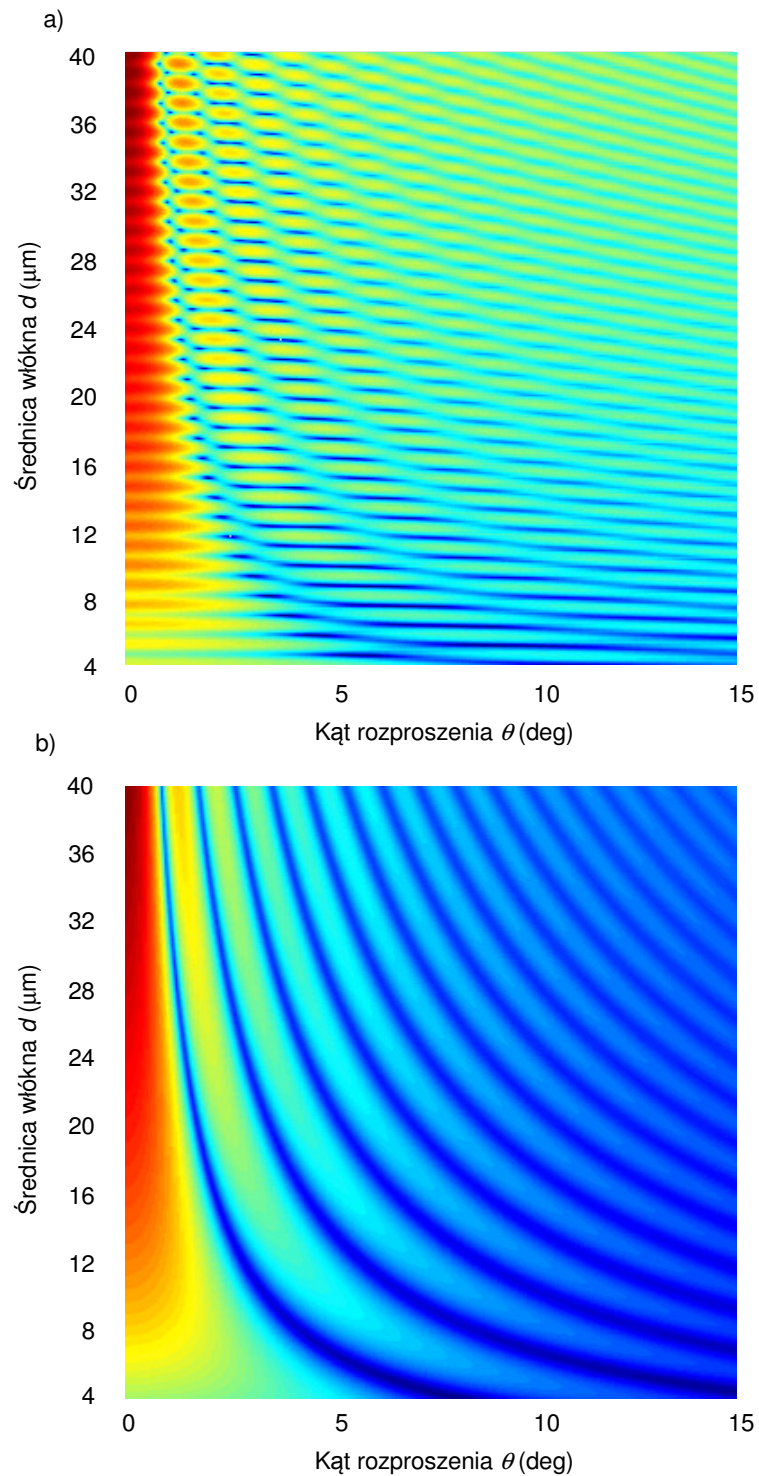 a)
40
36
32
28
24
20
16
12
8
4
Średnica włókna d (µm)
0 5 10 15
Kąt rozproszenia θ (deg)
b)
40
36
32
28
24
20
16
12
8
4
Średnica włókna d (µm)
0 5 10 15
Kąt rozproszenia θ (deg)